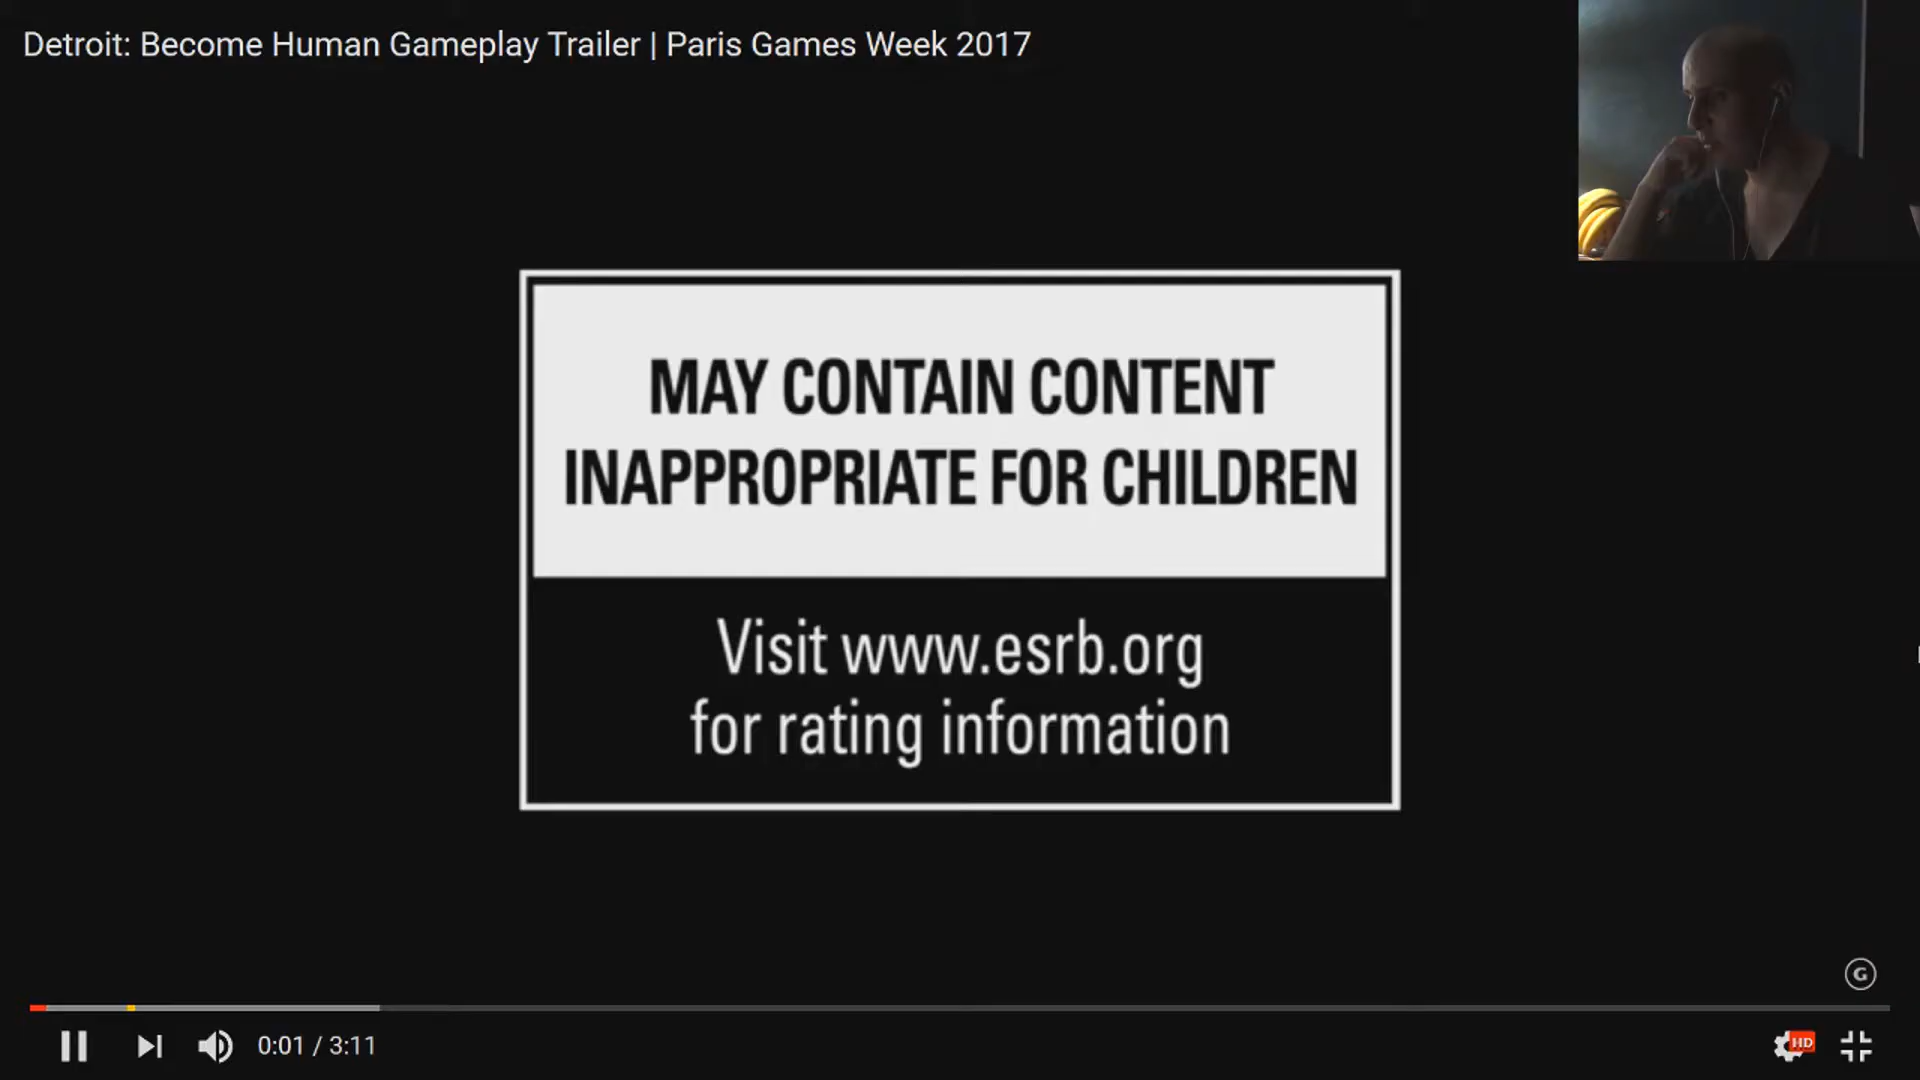 Detroit: Become Human Gameplay Trailer | Paris Games Week 2017
MAY CONTAIN CONTENT
INAPPROPRIATE FOR CHILDREN
Visit www.esrb.org
for rating information
G
0:01 / 3:11
HD